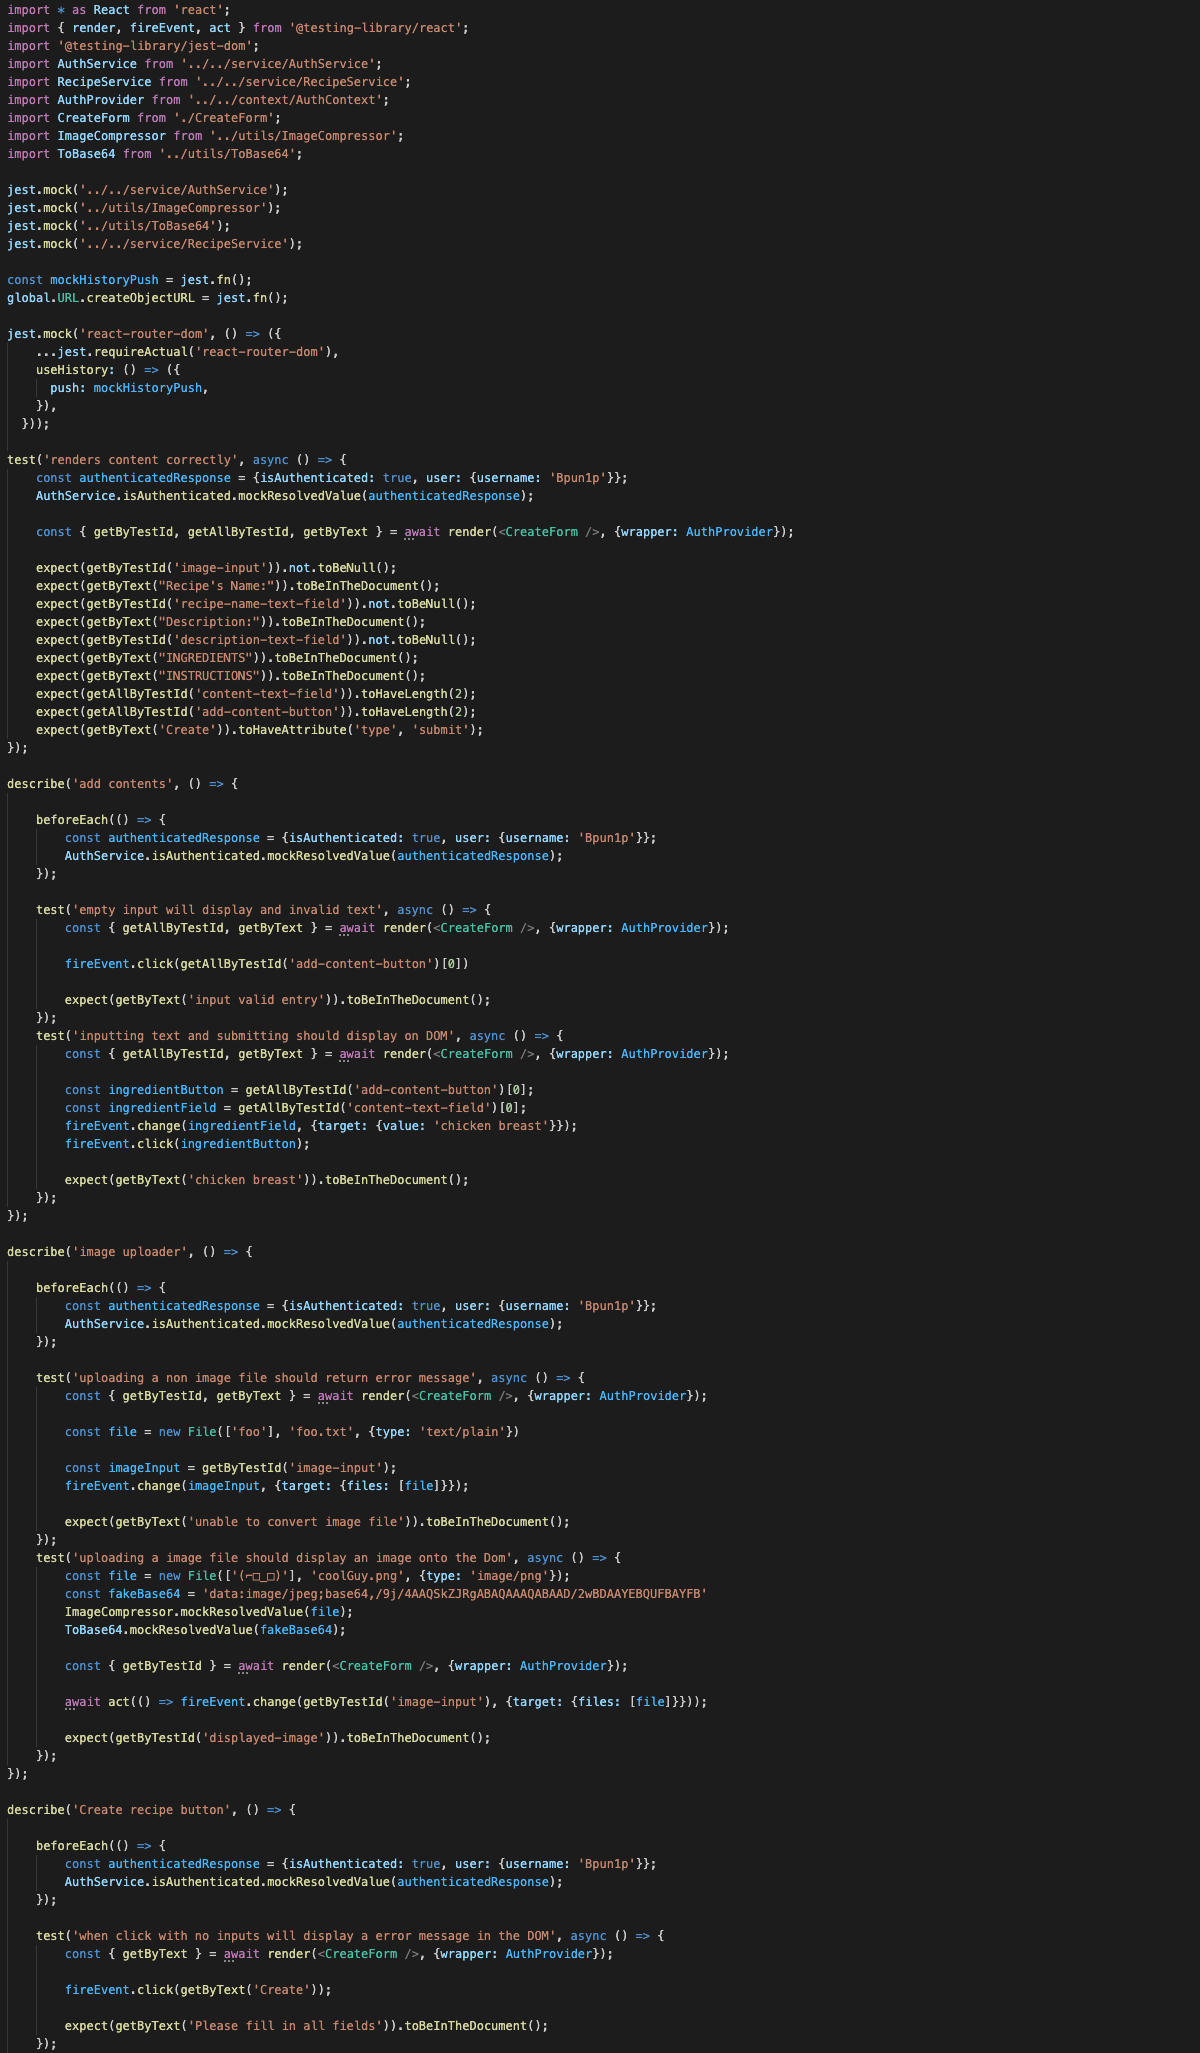 import * as React from 'react';
import { render, fireEvent, act } from '@testing-library/react';
import '@testing-library/jest-dom';
import AuthService from '../../service/AuthService';
import RecipeService from '../../service/RecipeService';
import AuthProvider from '../../context/AuthContext';
import CreateForm from './CreateForm';
import ImageCompressor from '../utils/ImageCompressor';
import ToBase64 from '../utils/ToBase64';

jest.mock('../../service/AuthService');
jest.mock('../utils/ImageCompressor');
jest.mock('../utils/ToBase64');
jest.mock('../../service/RecipeService');

const mockHistoryPush = jest.fn();
global.URL.createObjectURL = jest.fn();

jest.mock('react-router-dom', () => ({
    ...jest.requireActual('react-router-dom'),
    useHistory: () => ({
      push: mockHistoryPush,
    }),
  }));

test('renders content correctly', async () => {
    const authenticatedResponse = {isAuthenticated: true, user: {username: 'Bpun1p'}};
    AuthService.isAuthenticated.mockResolvedValue(authenticatedResponse);

    const { getByTestId, getAllByTestId, getByText } = await render(<CreateForm />, {wrapper: AuthProvider});

    expect(getByTestId('image-input')).not.toBeNull();
    expect(getByText("Recipe's Name:")).toBeInTheDocument();
    expect(getByTestId('recipe-name-text-field')).not.toBeNull();
    expect(getByText("Description:")).toBeInTheDocument();
    expect(getByTestId('description-text-field')).not.toBeNull();
    expect(getByText("INGREDIENTS")).toBeInTheDocument();
    expect(getByText("INSTRUCTIONS")).toBeInTheDocument();
    expect(getAllByTestId('content-text-field')).toHaveLength(2);
    expect(getAllByTestId('add-content-button')).toHaveLength(2);
    expect(getByText('Create')).toHaveAttribute('type', 'submit');
});

describe('add contents', () => {

    beforeEach(() => {
        const authenticatedResponse = {isAuthenticated: true, user: {username: 'Bpun1p'}};
        AuthService.isAuthenticated.mockResolvedValue(authenticatedResponse);
    });

    test('empty input will display and invalid text', async () => {
        const { getAllByTestId, getByText } = await render(<CreateForm />, {wrapper: AuthProvider});

        fireEvent.click(getAllByTestId('add-content-button')[0])

        expect(getByText('input valid entry')).toBeInTheDocument();
    });
    test('inputting text and submitting should display on DOM', async () => {
        const { getAllByTestId, getByText } = await render(<CreateForm />, {wrapper: AuthProvider});

        const ingredientButton = getAllByTestId('add-content-button')[0];
        const ingredientField = getAllByTestId('content-text-field')[0];
        fireEvent.change(ingredientField, {target: {value: 'chicken breast'}});
        fireEvent.click(ingredientButton);

        expect(getByText('chicken breast')).toBeInTheDocument();
    });
});

describe('image uploader', () => {

    beforeEach(() => {
        const authenticatedResponse = {isAuthenticated: true, user: {username: 'Bpun1p'}};
        AuthService.isAuthenticated.mockResolvedValue(authenticatedResponse);
    });

    test('uploading a non image file should return error message', async () => {
        const { getByTestId, getByText } = await render(<CreateForm />, {wrapper: AuthProvider});

        const file = new File(['foo'], 'foo.txt', {type: 'text/plain'})

        const imageInput = getByTestId('image-input');
        fireEvent.change(imageInput, {target: {files: [file]}});

        expect(getByText('unable to convert image file')).toBeInTheDocument();
    });
    test('uploading a image file should display an image onto the Dom', async () => {
        const file = new File(['(⌐□_□)'], 'coolGuy.png', {type: 'image/png'});
        const fakeBase64 = 'data:image/jpeg;base64,/9j/4AAQSkZJRgABAQAAAQABAAD/2wBDAAYEBQUFBAYFB'
        ImageCompressor.mockResolvedValue(file);
        ToBase64.mockResolvedValue(fakeBase64);

        const { getByTestId } = await render(<CreateForm />, {wrapper: AuthProvider});

        await act(() => fireEvent.change(getByTestId('image-input'), {target: {files: [file]}}));

        expect(getByTestId('displayed-image')).toBeInTheDocument();
    });
});

describe('Create recipe button', () => {

    beforeEach(() => {
        const authenticatedResponse = {isAuthenticated: true, user: {username: 'Bpun1p'}};
        AuthService.isAuthenticated.mockResolvedValue(authenticatedResponse);
    });

    test('when click with no inputs will display a error message in the DOM', async () => {
        const { getByText } = await render(<CreateForm />, {wrapper: AuthProvider});

        fireEvent.click(getByText('Create'));

        expect(getByText('Please fill in all fields')).toBeInTheDocument();
    });